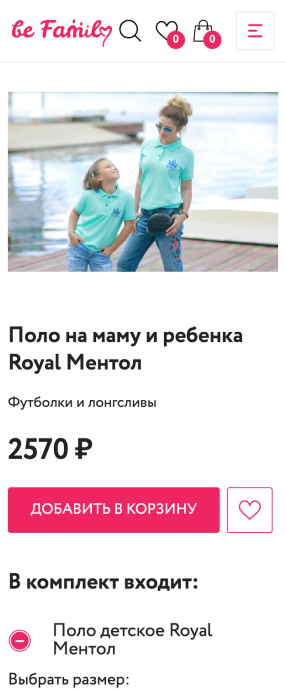 be Family
0
0
Поло на маму и ребенка
Royal Ментол
Футболки и лонгсливы
2570 ₽
ДОБАВИТЬ В КОРЗИНУ
В комплект входит:
Поло детское Royal
Ментол
Выбрать размер: